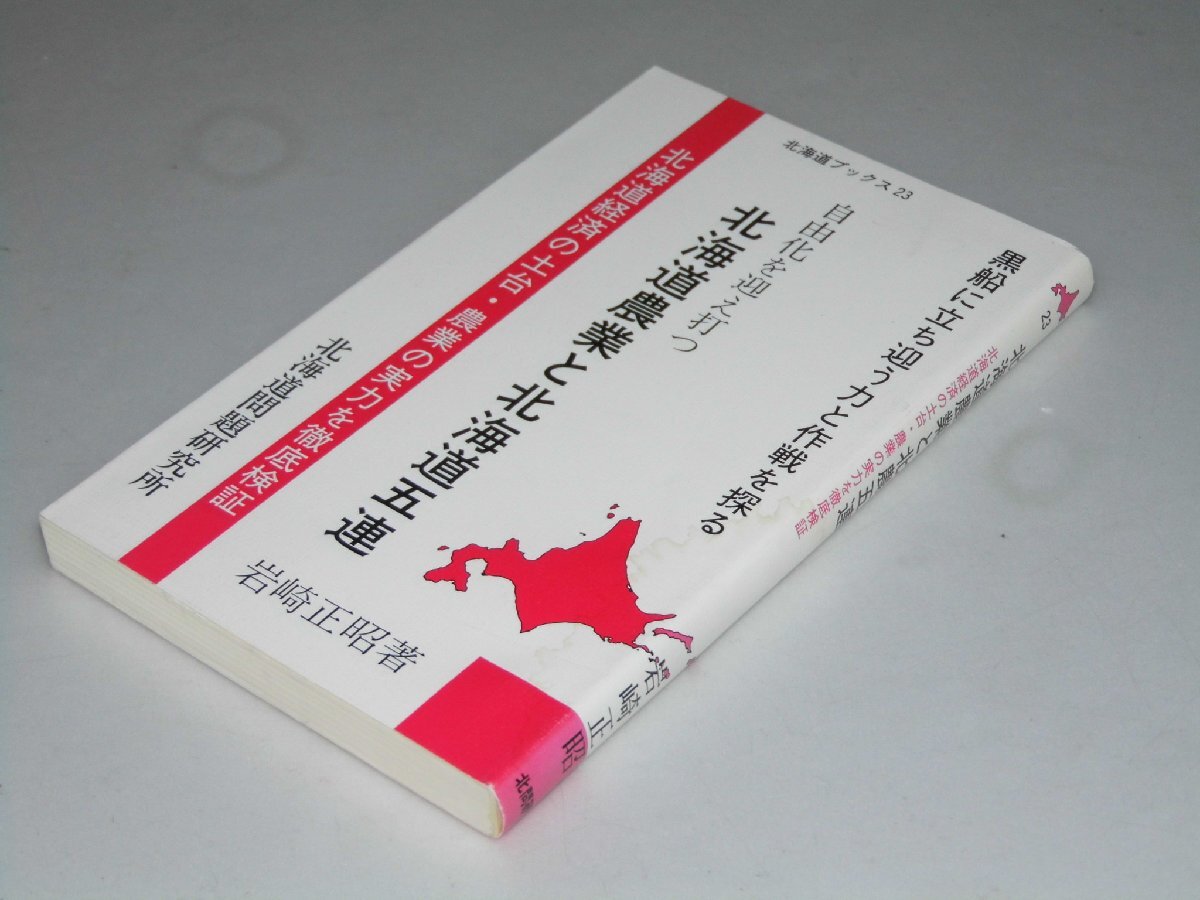 北海道ブックス23
黒船に立ち迎う力と作戦を探る
自由化を迎え打つ
北海道農業と北海道五連
北海道経済の土台・農業の実力を徹底検証
北海道問題研究所
岩崎正昭著
23
北海道農業と北農五連
北海道経済の土台・農業の実力を徹底検証
岩崎正昭